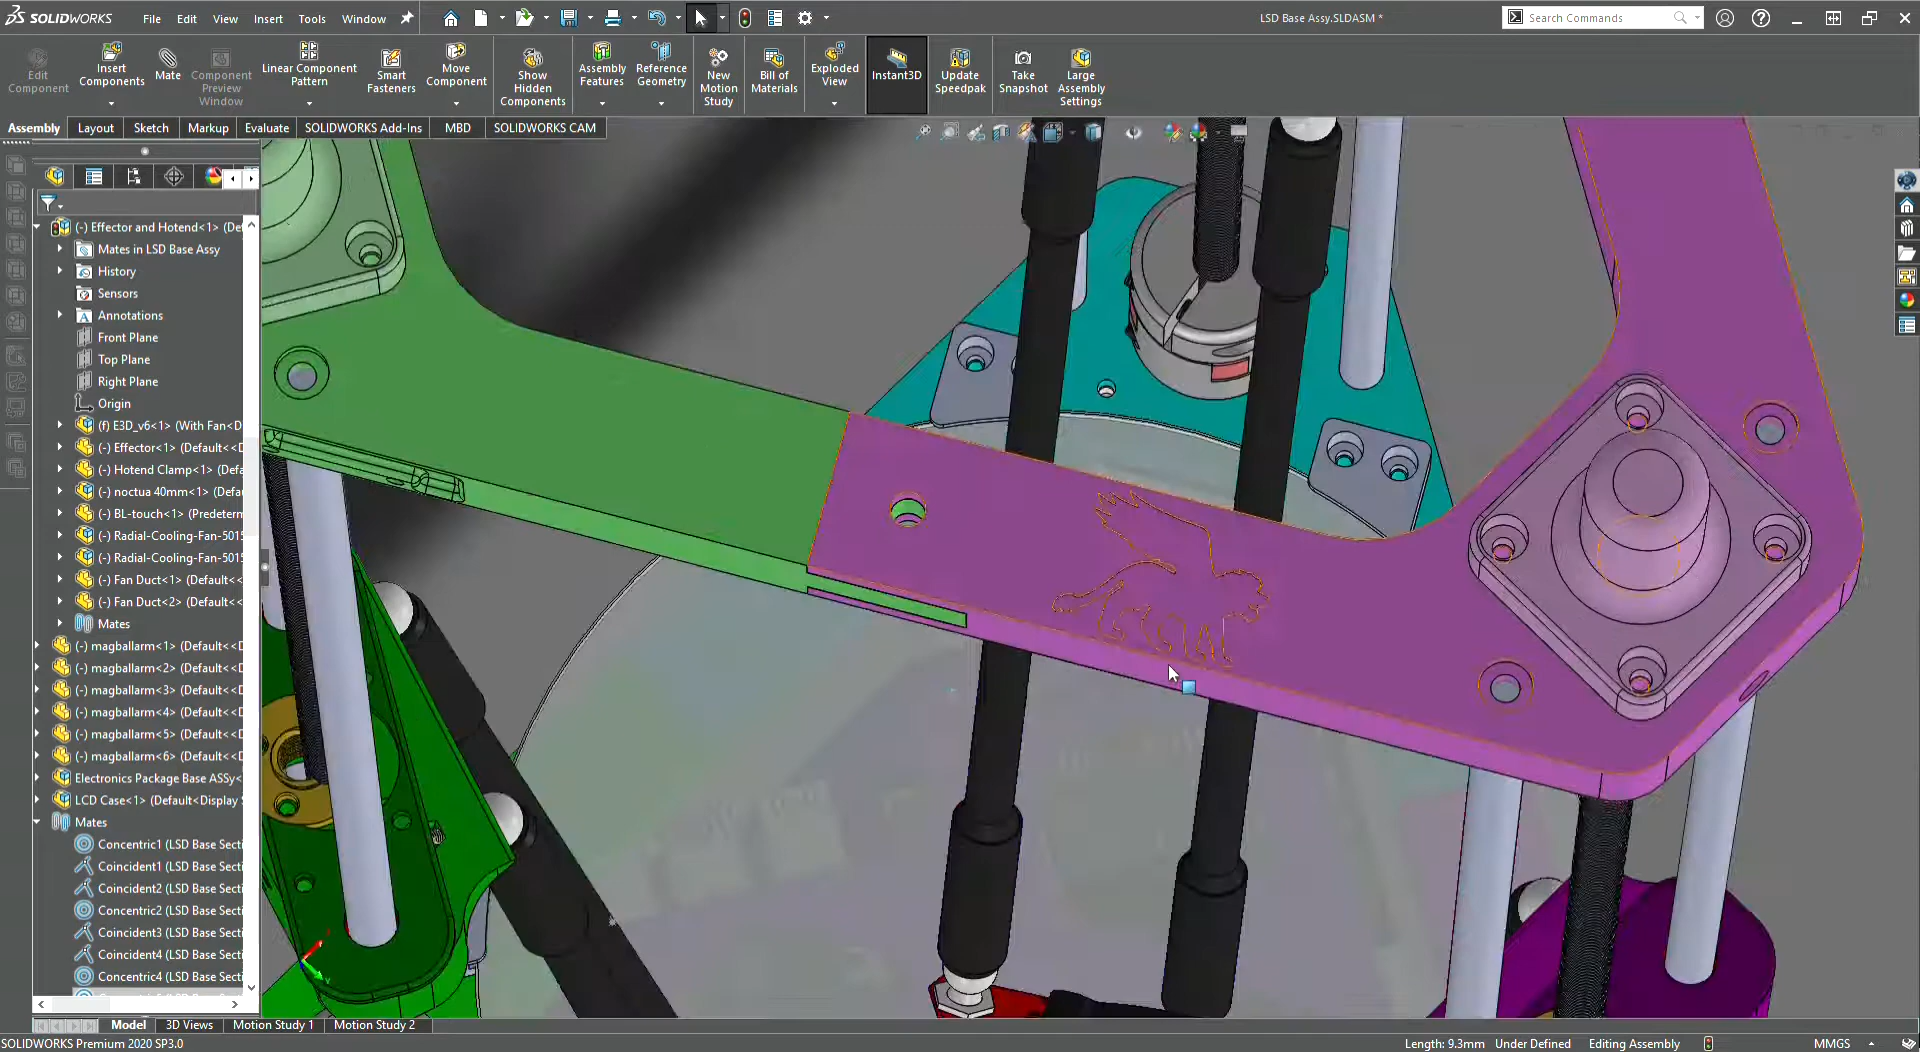 SOLIDWORKS
File
Edit
View
Insert
Tools
Window
LSD Base Assy.SLDASM *
Search Commands
Edit
Component
Insert
Components
Mate
Component
Preview
Window
Linear Component
Pattern
Smart
Fasteners
Move
Component
Show
Hidden
Components
Assembly
Features
Reference
Geometry
New
Motion
Study
Bill of
Materials
Exploded
View
Instant3D
Update
Speedpak
Take
Snapshot
Large
Assembly
Settings
Assembly
Layout
Sketch
Markup
Evaluate
SOLIDWORKS Add-Ins
MBD
SOLIDWORKS CAM
(-) Effector and Hotend<1> (De
Mates in LSD Base Assy
History
Sensors
Annotations
Front Plane
Top Plane
Right Plane
Origin
(f) E3D_v6<1> (With Fan<D
(-) Effector<1> (Default<<D
(-) Hotend Clamp<1> (Defa
(-) noctua 40mm<1> (Defau
(-) BL-touch<1> (Predeterm
(-) Radial-Cooling-Fan-5015
(-) Radial-Cooling-Fan-5015
(-) Fan Duct<1> (Default<<
(-) Fan Duct<2> (Default<<
Mates
(-) magballarm<1> (Default<<D
(-) magballarm<2> (Default<<D
(-) magballarm<3> (Default<<D
(-) magballarm<4> (Default<<D
(-) magballarm<5> (Default<<D
(-) magballarm<6> (Default<<D
Electronics Package Base ASSy<
LCD Case<1> (Default<Display
Mates
Concentric1 (LSD Base Secti
Coincident1 (LSD Base Secti
Coincident2 (LSD Base Secti
Concentric2 (LSD Base Secti
Coincident3 (LSD Base Secti
Coincident4 (LSD Base Secti
Concentric4 (LSD Base Secti
Model
3D Views
Motion Study 1
Motion Study 2
SOLIDWORKS Premium 2020 SP3.0
Length: 9.3mm
Under Defined
Editing Assembly
MMGS